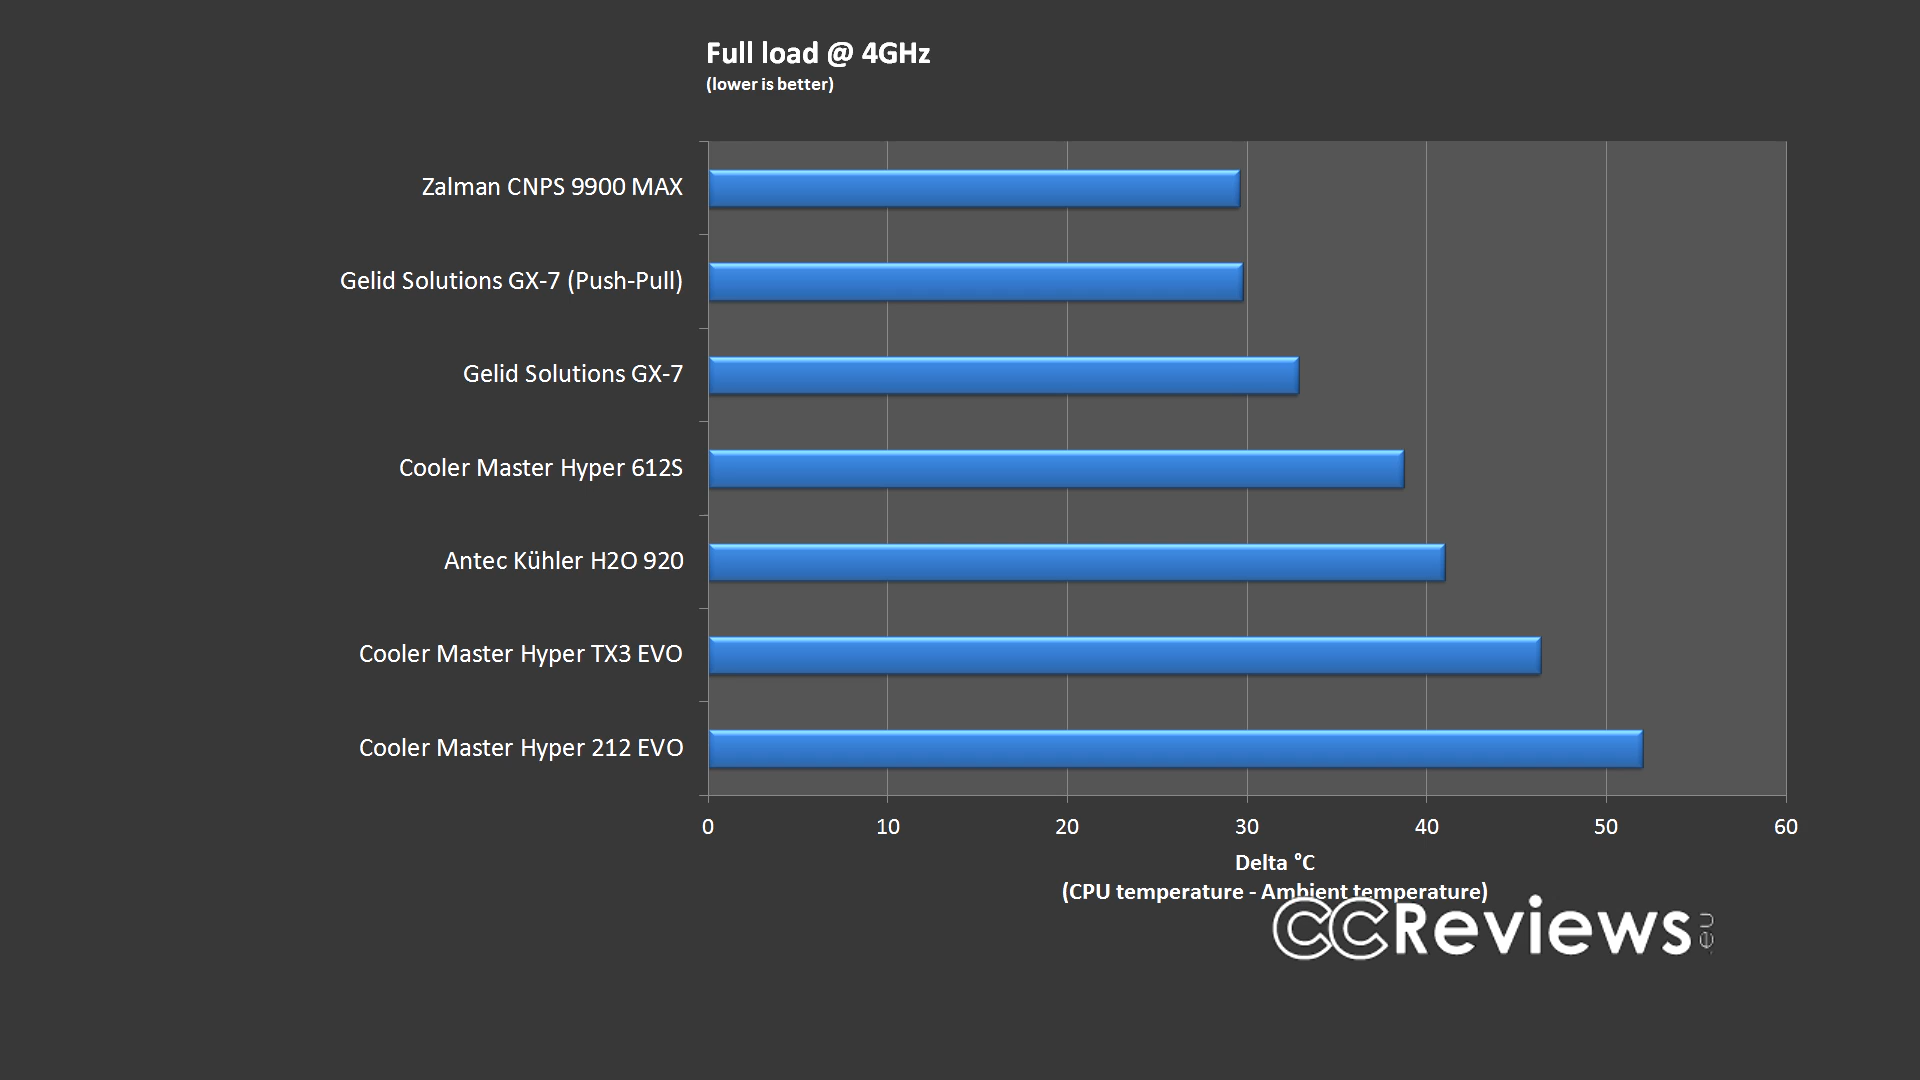 Full load @ 4GHz
(lower is better)
Zalman CNPS 9900 MAX
Gelid Solutions GX-7 (Push-Pull)
Gelid Solutions GX-7
Cooler Master Hyper 612S
Antec Kühler H2O 920
Cooler Master Hyper TX3 EVO
Cooler Master Hyper 212 EVO
0 10 20 30 40 50 60
Delta °C
(CPU temperature - Ambient temperature)
CCReviews.eu